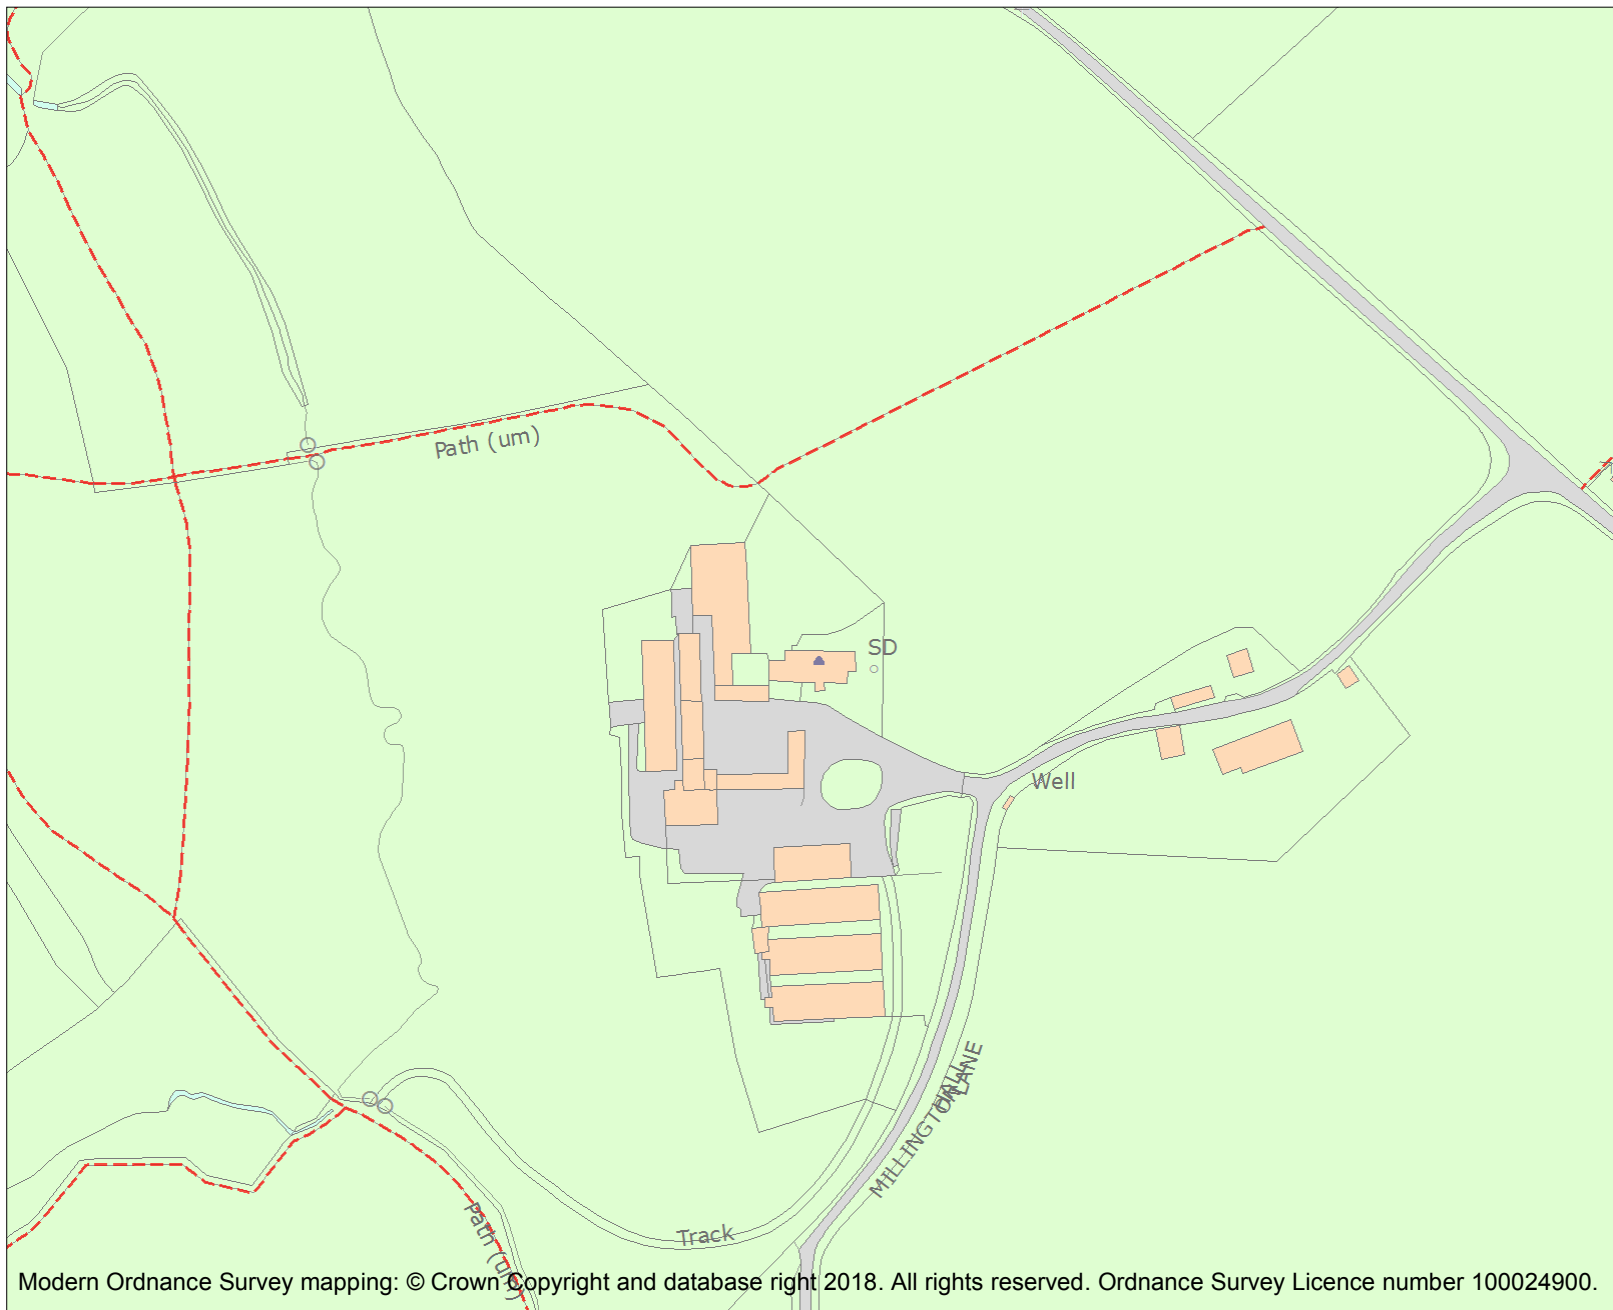 Path (um)
SD
Well
MILLINGTON HALL LANE
Track
Path (um)
Modern Ordnance Survey mapping: © Crown Copyright and database right 2018. All rights reserved. Ordnance Survey Licence number 100024900.